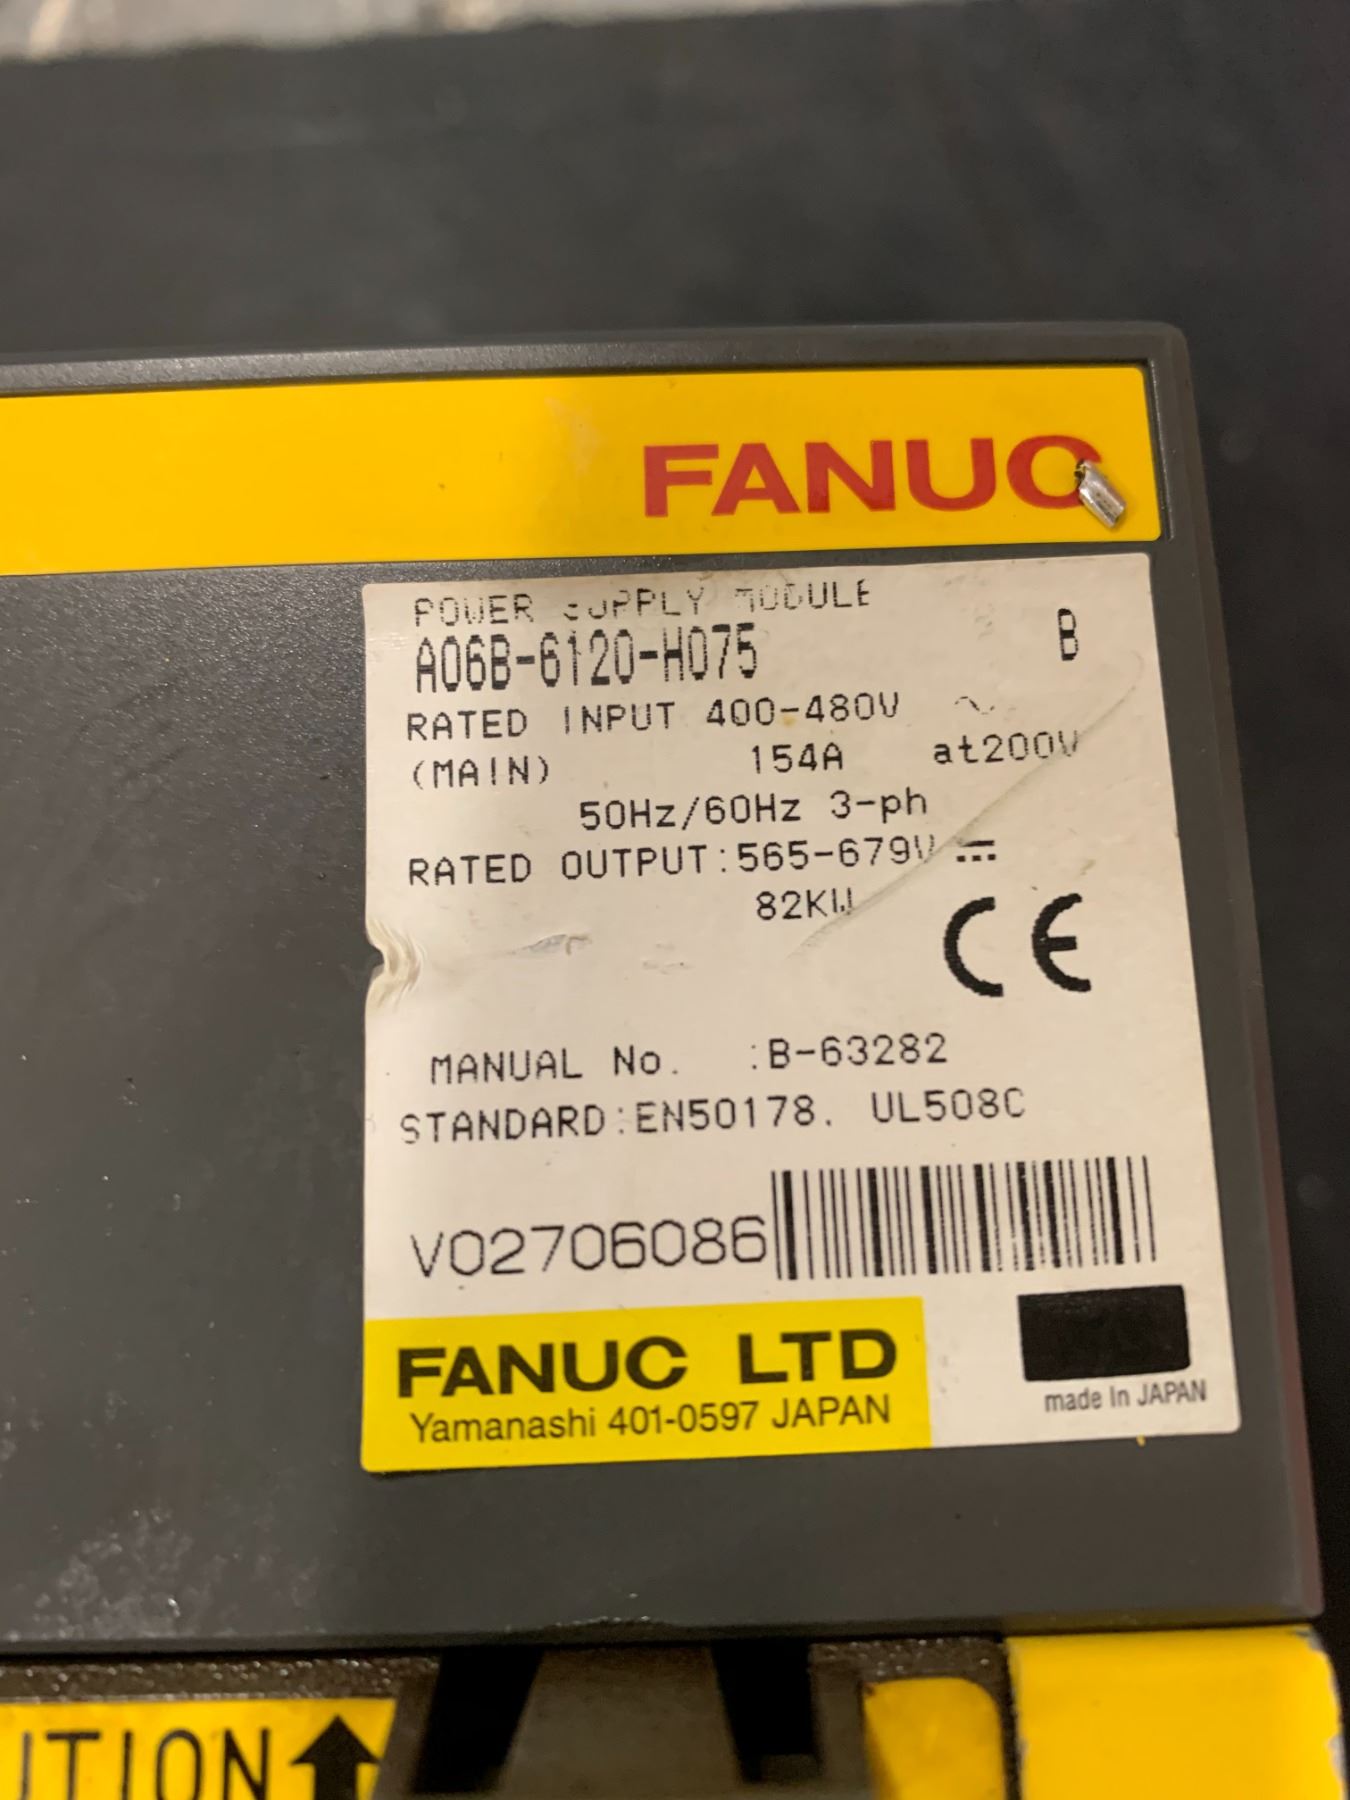 FANUC
POWER SUPPLY MODULE
A06B-6120-H075 B
RATED INPUT 400-480V ～
(MAIN) 154A at200V
50Hz/60Hz 3-ph
RATED OUTPUT:565-679V ⎓
82KW
CE
MANUAL No. :B-63282
STANDARD:EN50178. UL508C
V02706086
FANUC LTD
Yamanashi 401-0597 JAPAN
made In JAPAN